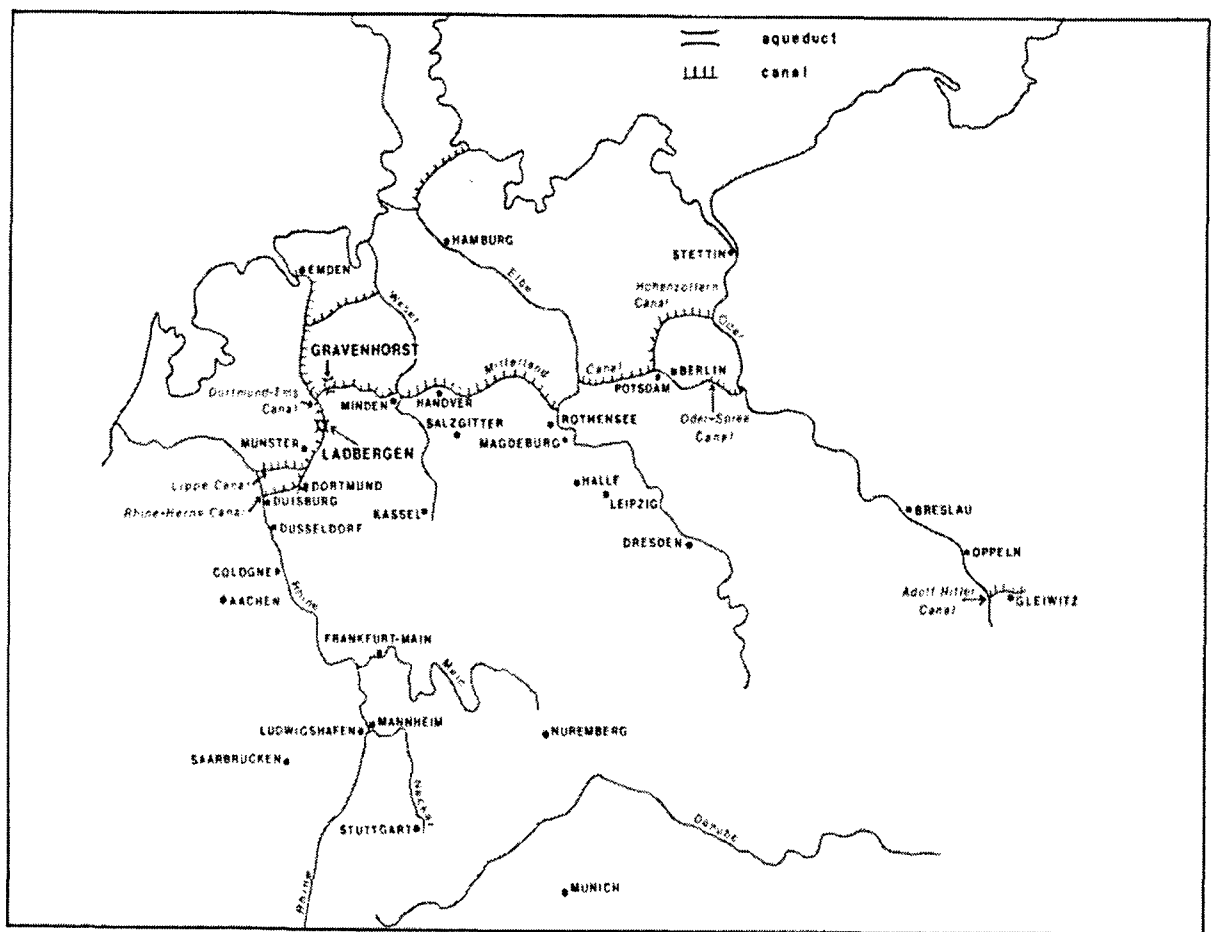 aqueduct
canal
HAMBURG
STETTIN
EMDEN
Elbe
Hohenzollern
Canal
Oder
Weser
GRAVENHORST
Mitterland
Canal
BERLIN
POTSDAM
Dortmund-Ems
Canal
MINDEN
HANOVER
SALZGITTER
ROTHENSEE
MAGDEBURG
Oder-Spree
Canal
MUNSTER
LADBERGEN
Lippe Canal
DORTMUND
DUISBURG
Rhine-Herne Canal
HALLE
LEIPZIG
KASSEL
BRESLAU
DUSSELDORF
DRESDEN
OPPELN
COLOGNE
AACHEN
Rhine
Adolf Hitler
Canal
GLEIWITZ
FRANKFURT-MAIN
Main
LUDWIGSHAFEN
MANNHEIM
NUREMBERG
SAARBRUCKEN
Neckar
STUTTGART
Danube
Rhine
MUNICH